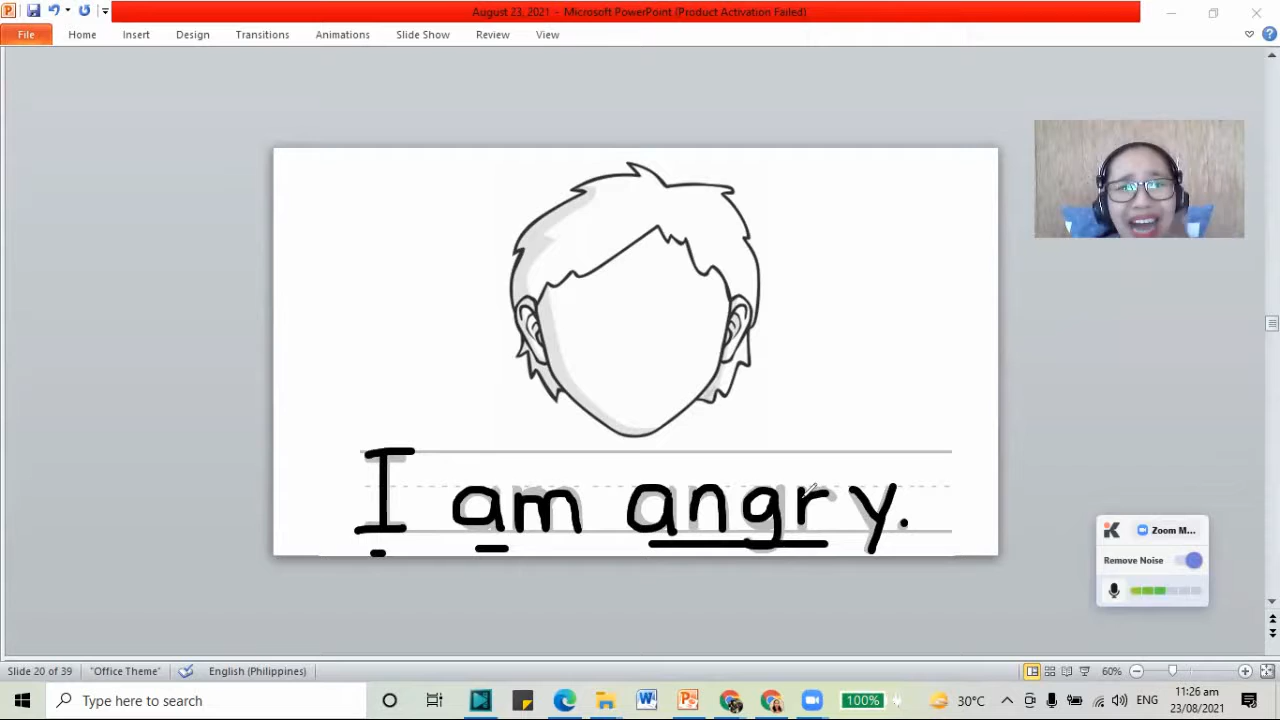 August 23, 2021 - Microsoft PowerPoint (Product Activation Failed)
File Home Insert Design Transitions Animations Slide Show Review View
I am angry.
Zoom M...
Remove Noise
Slide 20 of 39 "Office Theme" English (Philippines) 60%
Type here to search 100% 30°C ENG 11:26 am
23/08/2021